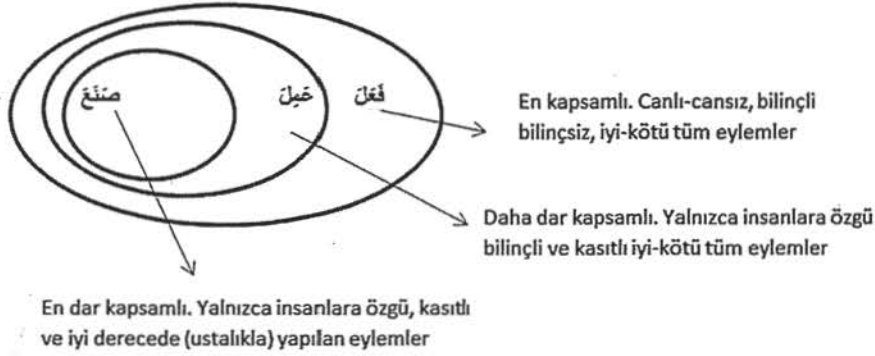 صَنَعَ عَمِلَ فَعَلَ
En kapsamlı. Canlı-cansız, bilinçli
bilinçsiz, iyi-kötü tüm eylemler
Daha dar kapsamlı. Yalnızca insanlara özgü
bilinçli ve kasıtlı iyi-kötü tüm eylemler
En dar kapsamlı. Yalnızca insanlara özgü, kasıtlı
ve iyi derecede (ustalıkla) yapılan eylemler